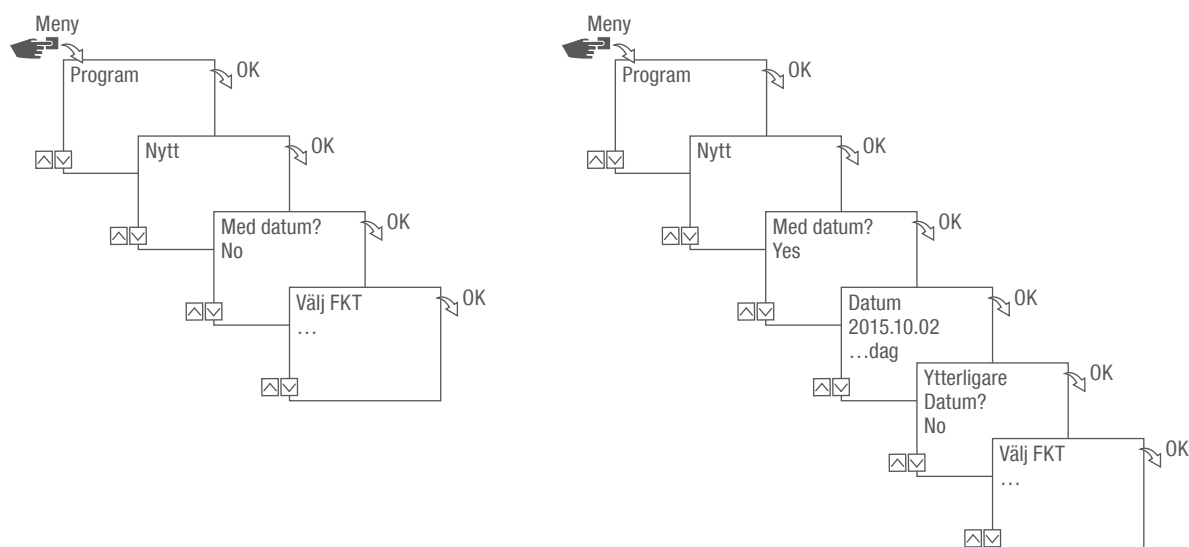 Meny
Program
OK
Nytt
OK
Med datum?
No
OK
Välj FKT
...
OK
Meny
Program
OK
Nytt
OK
Med datum?
Yes
OK
Datum
2015.10.02
...dag
OK
Ytterligare
Datum?
No
OK
Välj FKT
...
OK